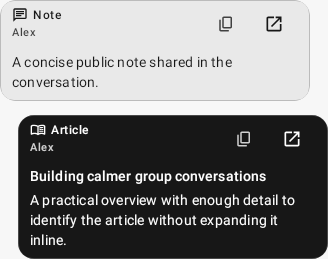 Note
Alex
A concise public note shared in the
conversation.
Article
Alex
Building calmer group conversations
A practical overview with enough detail to
identify the article without expanding it
inline.